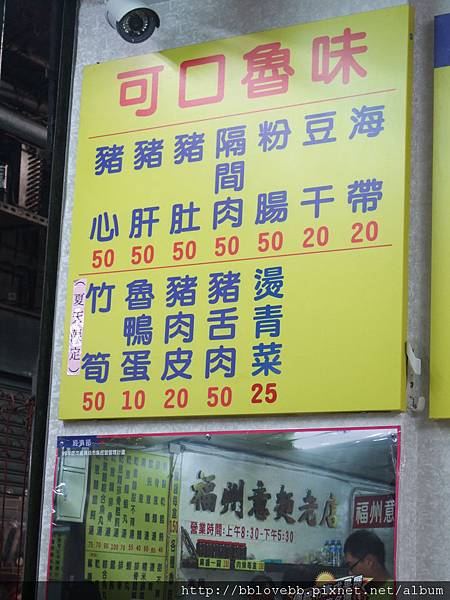 可口魯味
豬心 50
豬肝 50
豬肚 50
隔間肉 50
粉腸 50
豆干 20
海帶 20
竹筍 50
(夏天限定)
魯鴨蛋 10
豬肉皮 20
豬舌肉 50
燙青菜 25
福州意麵老店
營業時間:上午8:30-下午5:30
福州意
http://bblovebb.pixnet.net/album